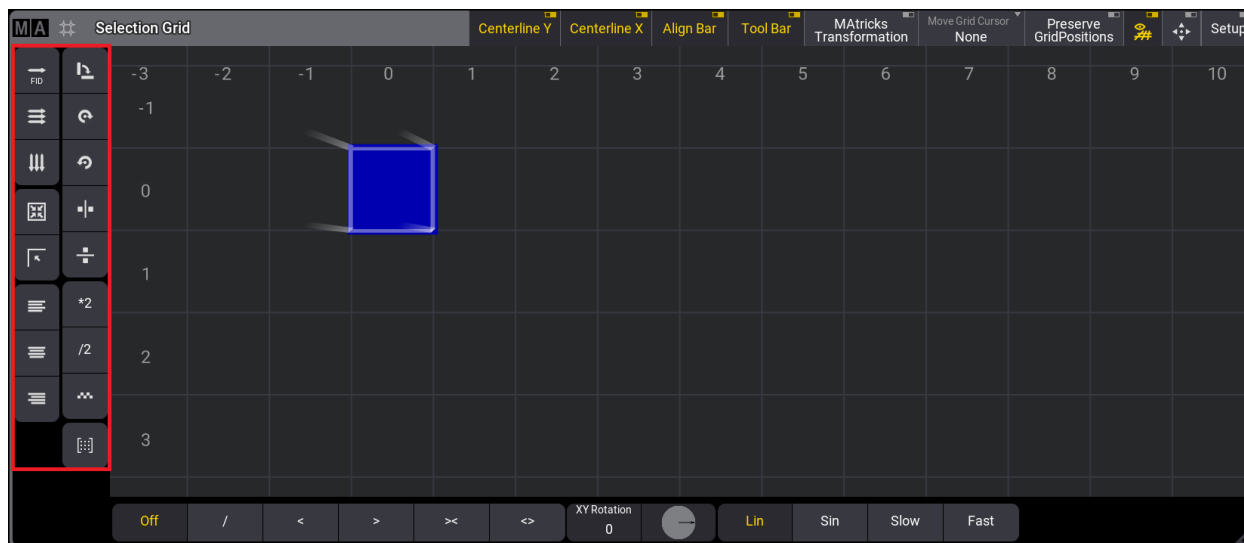 MA Selection Grid Centerline Y Centerline X Align Bar Tool Bar MAtricks Transformation Move Grid Cursor None Preserve GridPositions Setup
FID
-3 -2 -1 0 1 2 3 4 5 6 7 8 9 10
-1
0
1
*2
/2
2
3
Off / < > >< <> XY Rotation 0 Lin Sin Slow Fast